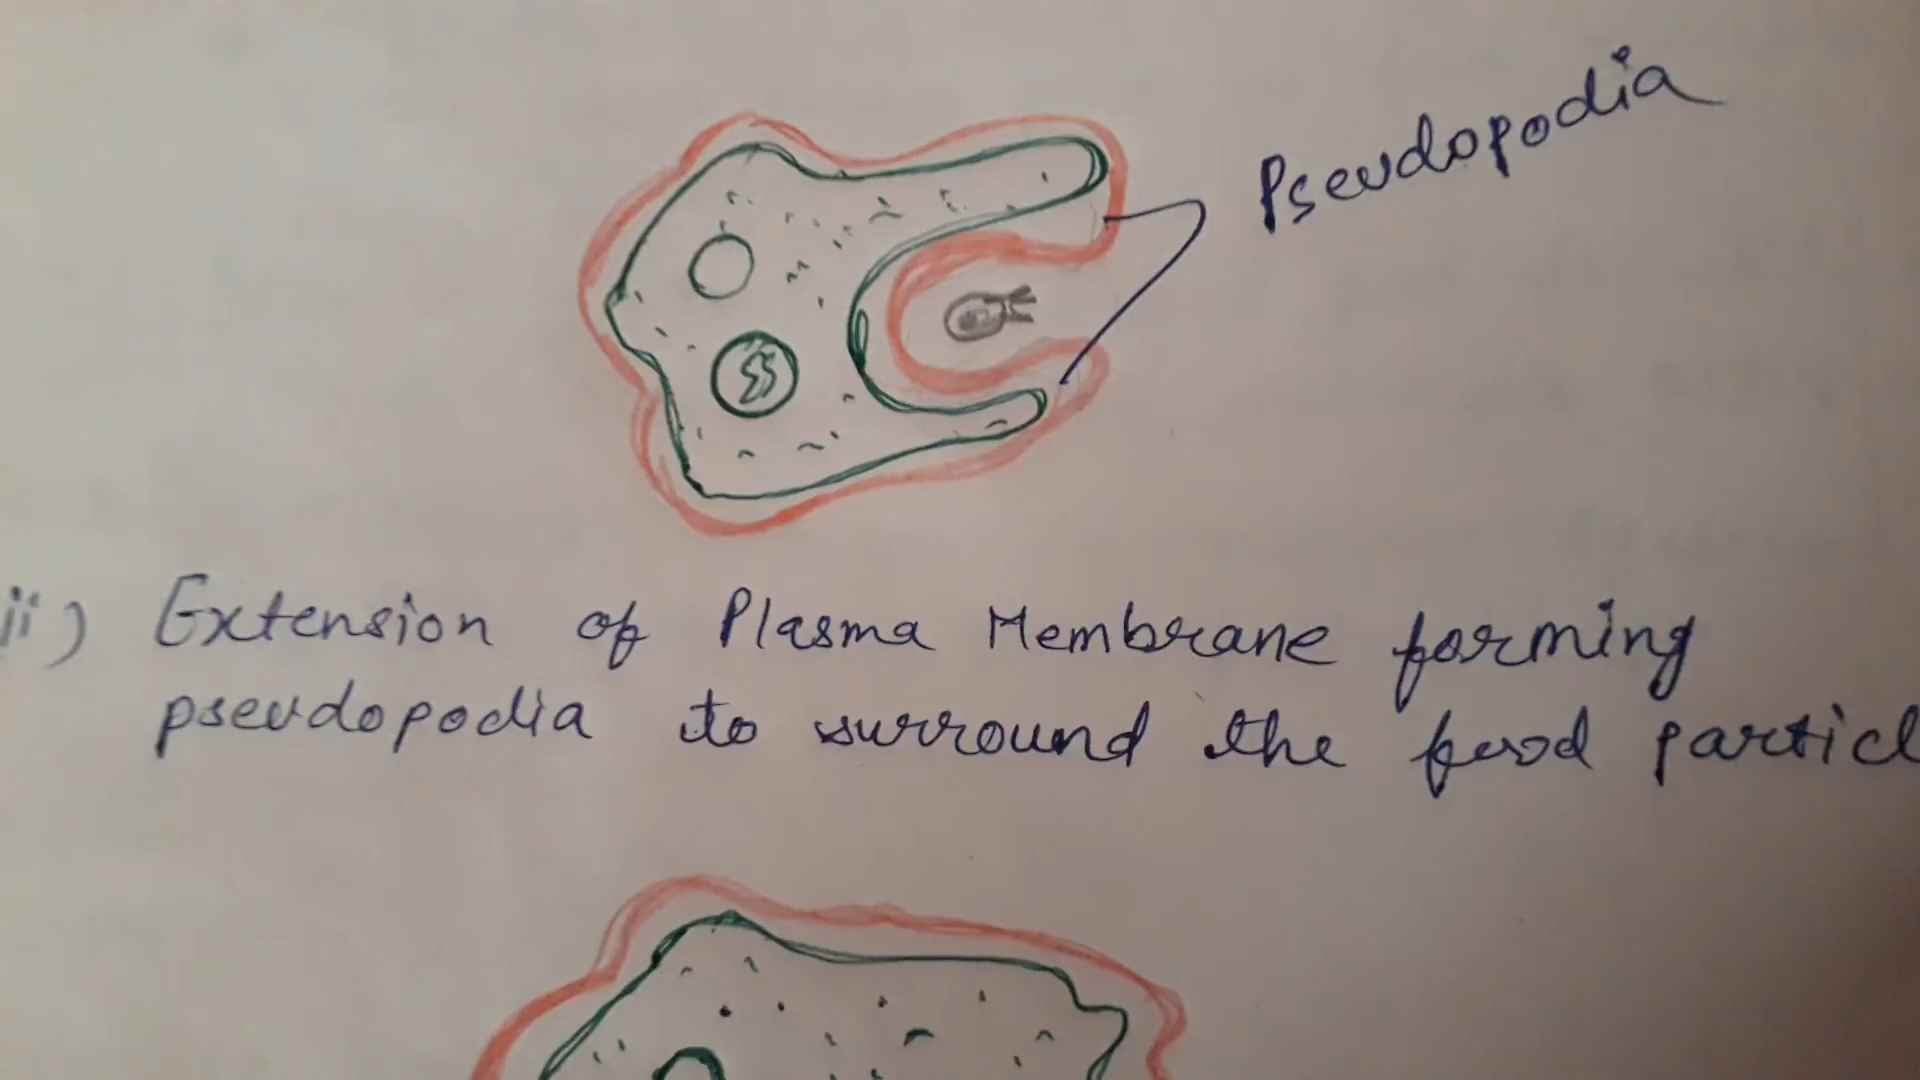 Pseudopodia
ii) Extension of Plasma Membrane forming
pseudopodia to surround the food particl